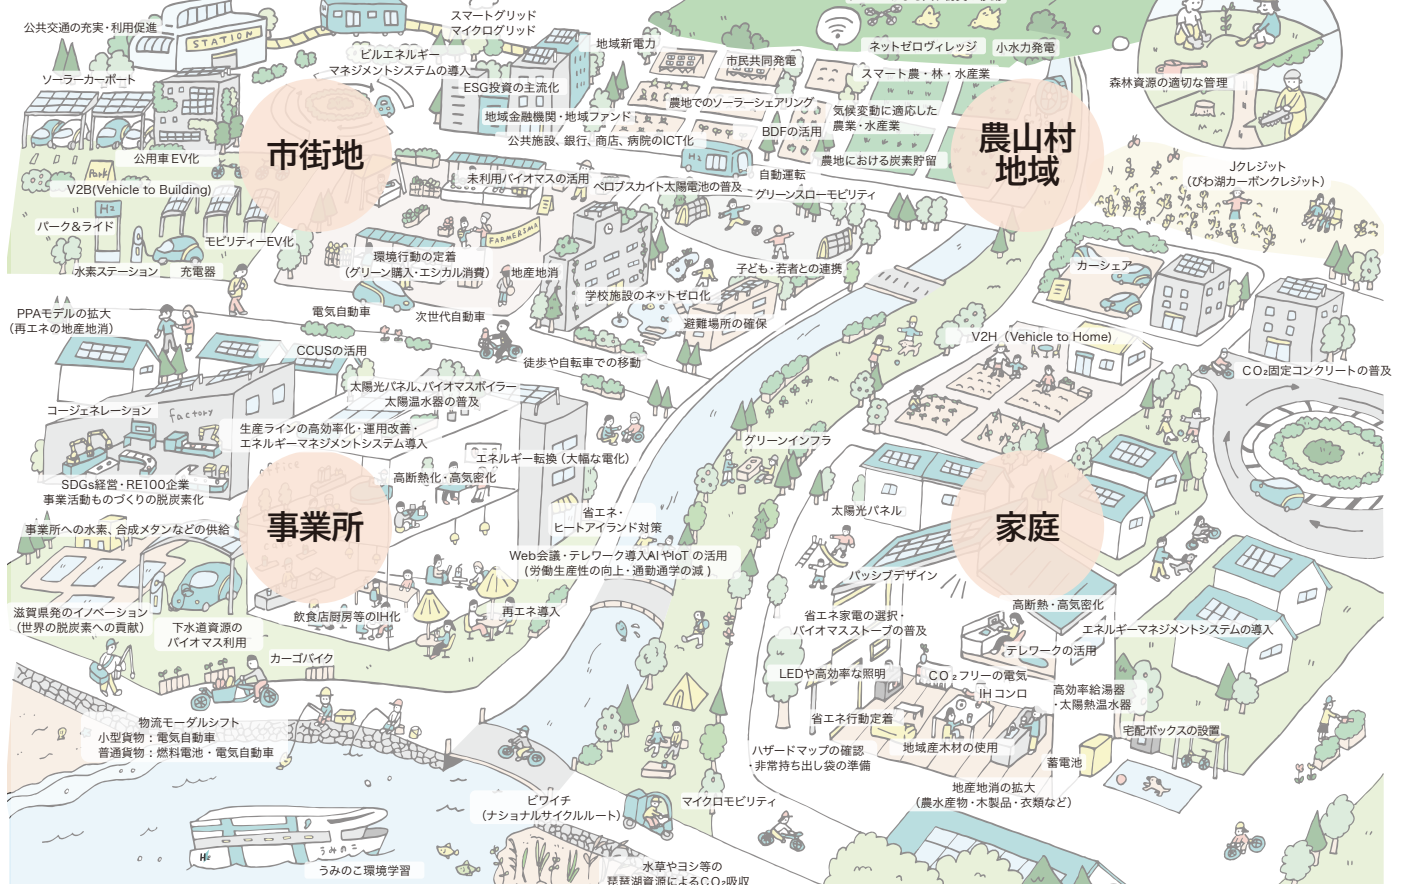 公共交通の充実・利用促進
STATION
スマートグリッド
マイクログリッド
ビルエネルギー
マネジメントシステムの導入
地域新電力
ネットゼロヴィレッジ
小水力発電
市民共同発電
スマート農・林・水産業
森林資源の適切な管理
ソーラーカーポート
ESG投資の主流化
農地でのソーラーシェアリング
気候変動に適応した
農業・水産業
地域金融機関・地域ファンド
公共施設、銀行、商店、病院のICT化
BDFの活用
市街地
農山村
地域
公用車EV化
農地における炭素貯留
H2
自動運転
Park
未利用バイオマスの活用
ペロブスカイト太陽電池の普及
グリーンスローモビリティ
Jクレジット
(びわ湖カーボンクレジット)
V2B(Vehicle to Building)
H2
パーク&ライド
モビリティーEV化
FARMERSMA
水素ステーション
充電器
環境行動の定着
(グリーン購入・エシカル消費)
地産地消
子ども・若者との連携
カーシェア
学校施設のネットゼロ化
電気自動車
次世代自動車
避難場所の確保
PPAモデルの拡大
(再エネの地産地消)
V2H（Vehicle to Home)
CCUSの活用
徒歩や自転車での移動
CO₂固定コンクリートの普及
太陽光パネル、バイオマスボイラー
太陽温水器の普及
コージェネレーション
Factory
生産ラインの高効率化・運用改善・
エネルギーマネジメントシステム導入
グリーンインフラ
エネルギー転換(大幅な電化)
office
高断熱化・高気密化
SDGs経営・RE100企業
事業活動ものづくりの脱炭素化
太陽光パネル
省エネ・
ヒートアイランド対策
事業所
家庭
事業所への水素、合成メタンなどの供給
Web会議・テレワーク導入AIやIoT の活用
(労働生産性の向上・通勤通学の減 )
パッシブデザイン
滋賀県発のイノベーション
(世界の脱炭素への貢献)
下水道資源の
バイオマス利用
飲食店厨房等のIH化
再エネ導入
高断熱・高気密化
省エネ家電の選択・
バイオマスストーブの普及
エネルギーマネジメントシステムの導入
テレワークの活用
カーゴバイク
LEDや高効率な照明
CO₂フリーの電気
IHコンロ
高効率給湯器
・太陽熱温水器
省エネ行動定着
宅配ボックスの設置
物流モーダルシフト
小型貨物：電気自動車
普通貨物：燃料電池・電気自動車
ハザードマップの確認
・非常持ち出し袋の準備
地域産木材の使用
蓄電池
地産地消の拡大
(農水産物・木製品・衣類など)
ビワイチ
(ナショナルサイクルルート)
マイクロモビリティ
うみのこ
うみのこ環境学習
水草やヨシ等の
琵琶湖資源によるCO₂吸収